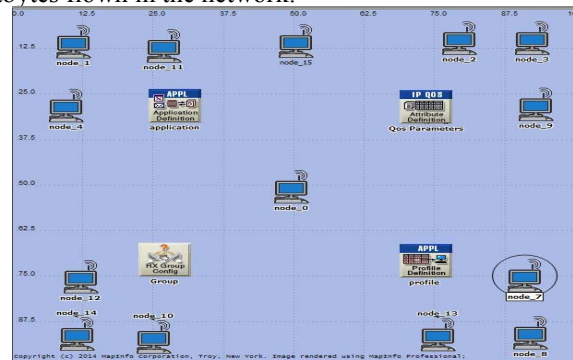 bytes flown in the network.
0.0 12.5 25.0 37.5 50.0 62.5 75.0 87.5
12.5
node_1
node_11
node_15
node_2
node_3
25.0
APPL
Application
Definition
IP QOS
Attribute
Definition
node_4
application
Qos Parameters
node_9
37.5
50.0
node_0
62.5
RX Group
Config
APPL
Profile
Definition
75.0
Group
profile
node_12
node_7
node_14
node_10
node_13
87.5
node_8
Copyright (c) 2014 MapInfo Corporation, Troy, New York. Image rendered using MapInfo Professional;